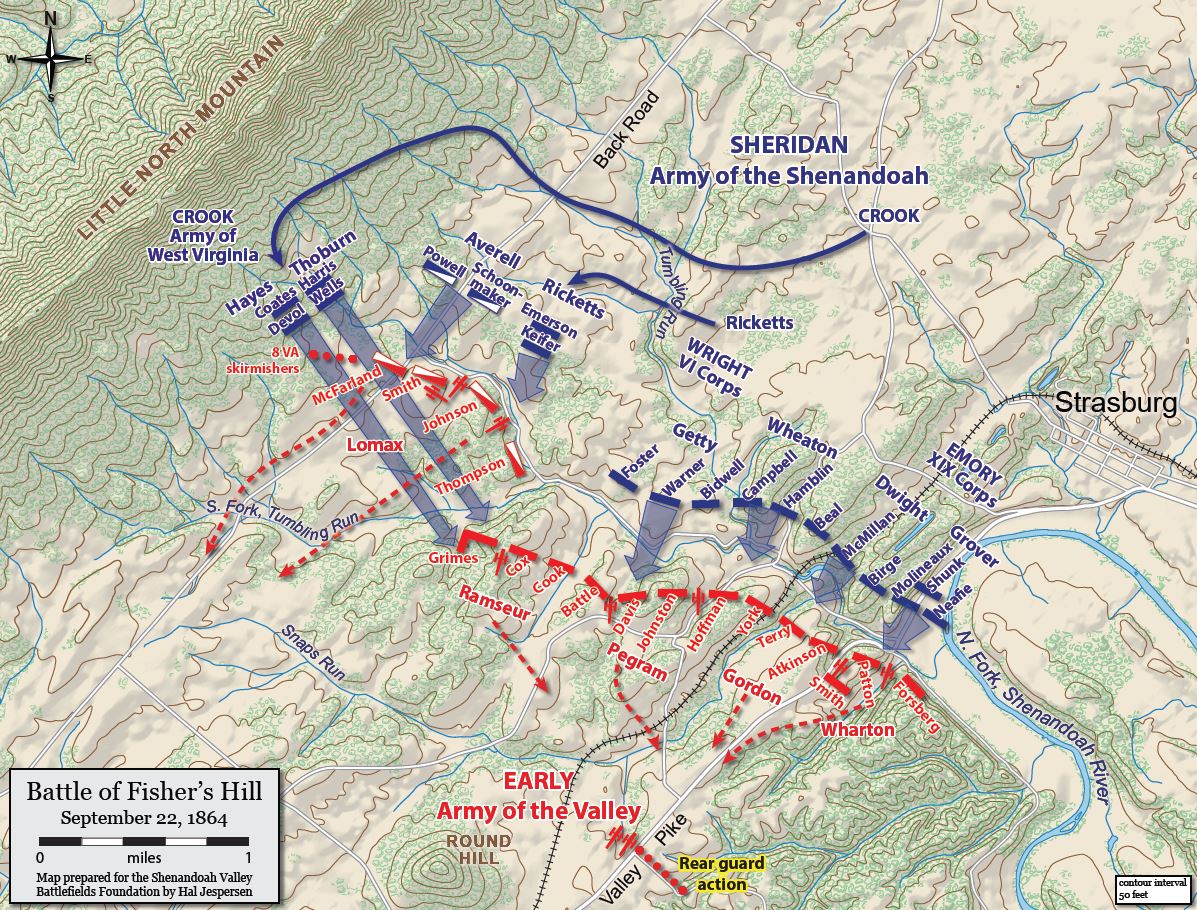 N
W
E
S
LITTLE NORTH MOUNTAIN
Back Road
SHERIDAN
Army of the Shenandoah
CROOK
CROOK
Army of
West Virginia
Thoburn
Harris
Wells
Hayes
Coates
Devol
Averell
Powell
Schoon-
maker
Ricketts
Emerson
Keifer
Tumbling Run
Ricketts
WRIGHT
VI Corps
8 VA
skirmishers
McFarland
Smith
Johnson
Lomax
Thompson
Strasburg
Getty
Foster
Warner
Bidwell
Wheaton
Campbell
Hamblin
EMORY
XIX Corps
Dwight
Beal
McMillan
Grover
Birge
Molineaux
Shunk
Neafie
S. Fork, Tumbling Run
Grimes
Cox
Cook
Battle
Ramseur
Davis
Johnston
Hoffman
Pegram
York
Terry
Atkinson
Gordon
Smith
Patton
Forsberg
Wharton
N. Fork, Shenandoah River
Snaps Run
EARLY
Army of the Valley
ROUND
HILL
Valley Pike
Rear guard
action
Battle of Fisher's Hill
September 22, 1864
0 miles 1
Map prepared for the Shenandoah Valley
Battlefields Foundation by Hal Jespersen
contour interval
50 feet